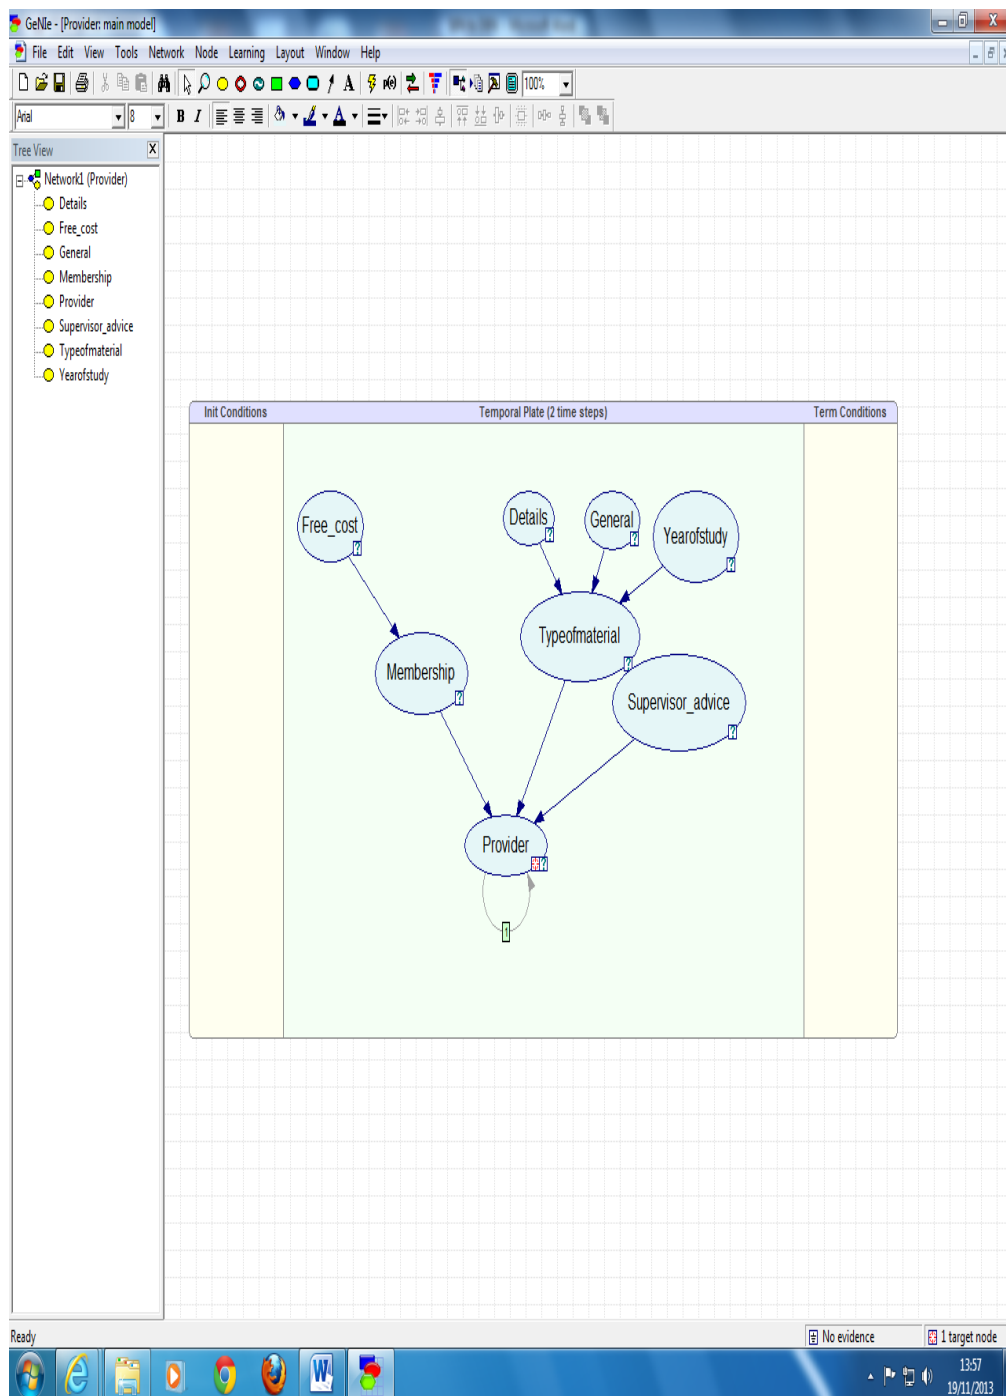 GeNIe - [Provider: main model]
File Edit View Tools Network Node Learning Layout Window Help
A p(θ) 100%
Arial 8 B I A
Tree View X
Network1 (Provider)
Details
Free_cost
General
Membership
Provider
Supervisor_advice
Typeofmaterial
Yearofstudy
Init Conditions Temporal Plate (2 time steps) Term Conditions
Free_cost ? Details ? General ? Yearofstudy ?
Typeofmaterial ?
Membership ?
Supervisor_advice ?
Provider ?
1
Ready No evidence 1 target node
13:57
19/11/2013